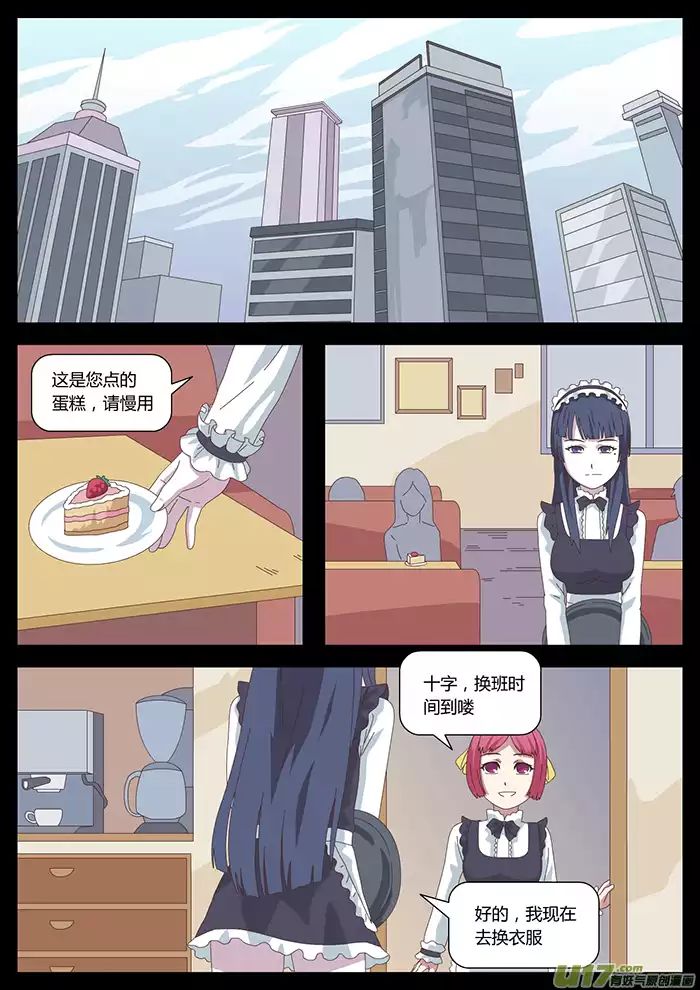 这是您点的
蛋糕，请慢用
十字，换班时
间到喽
好的，我现在
去换衣服
U17.com
有妖气原创漫画